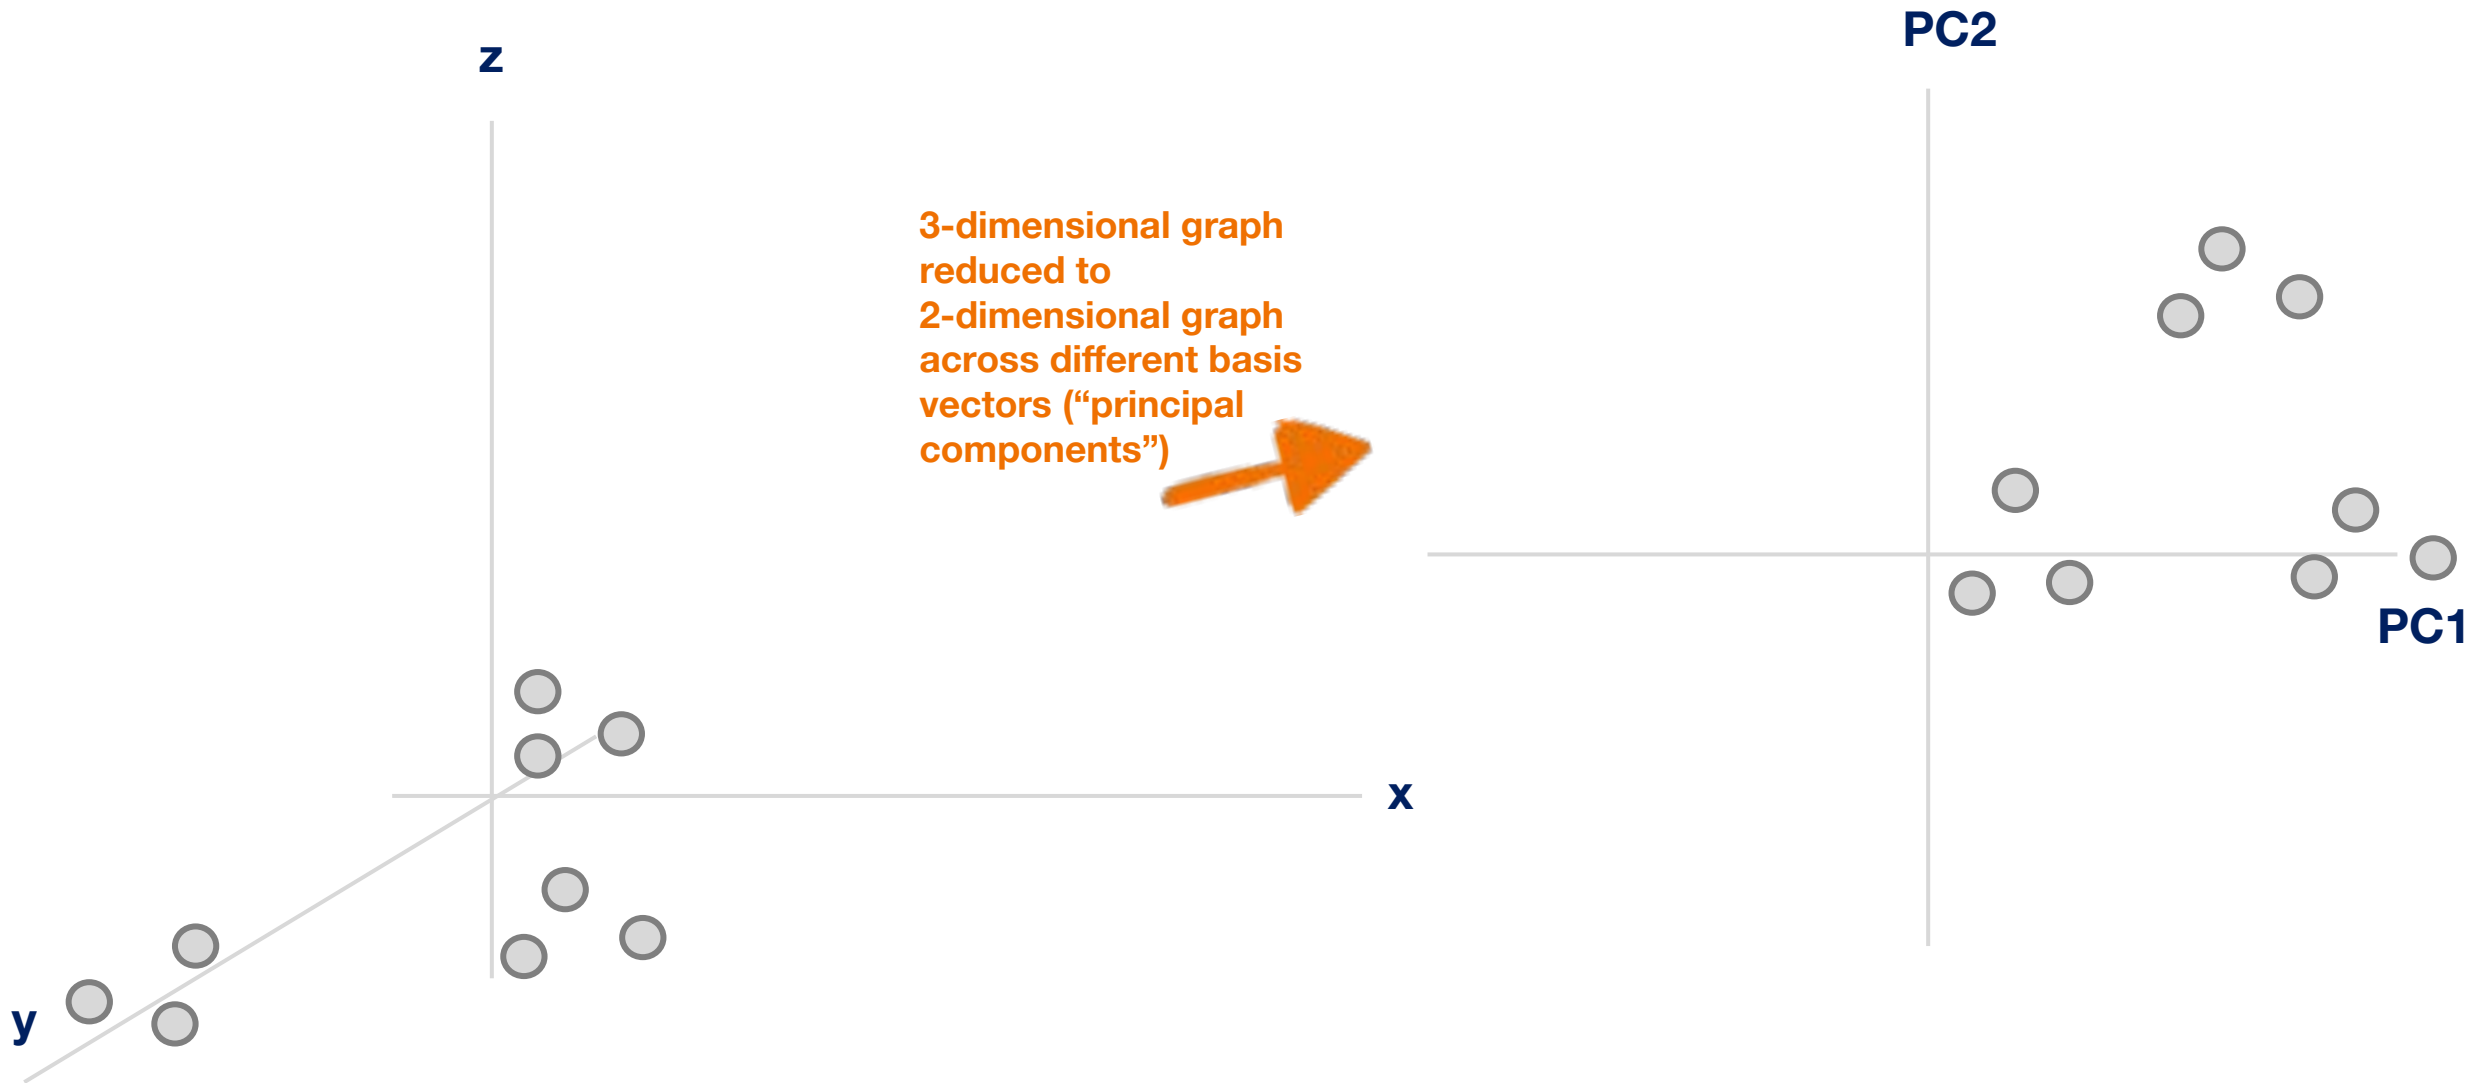 z
3-dimensional graph
reduced to
2-dimensional graph
across different basis
vectors (“principal
components”)
x
y
PC2
PC1